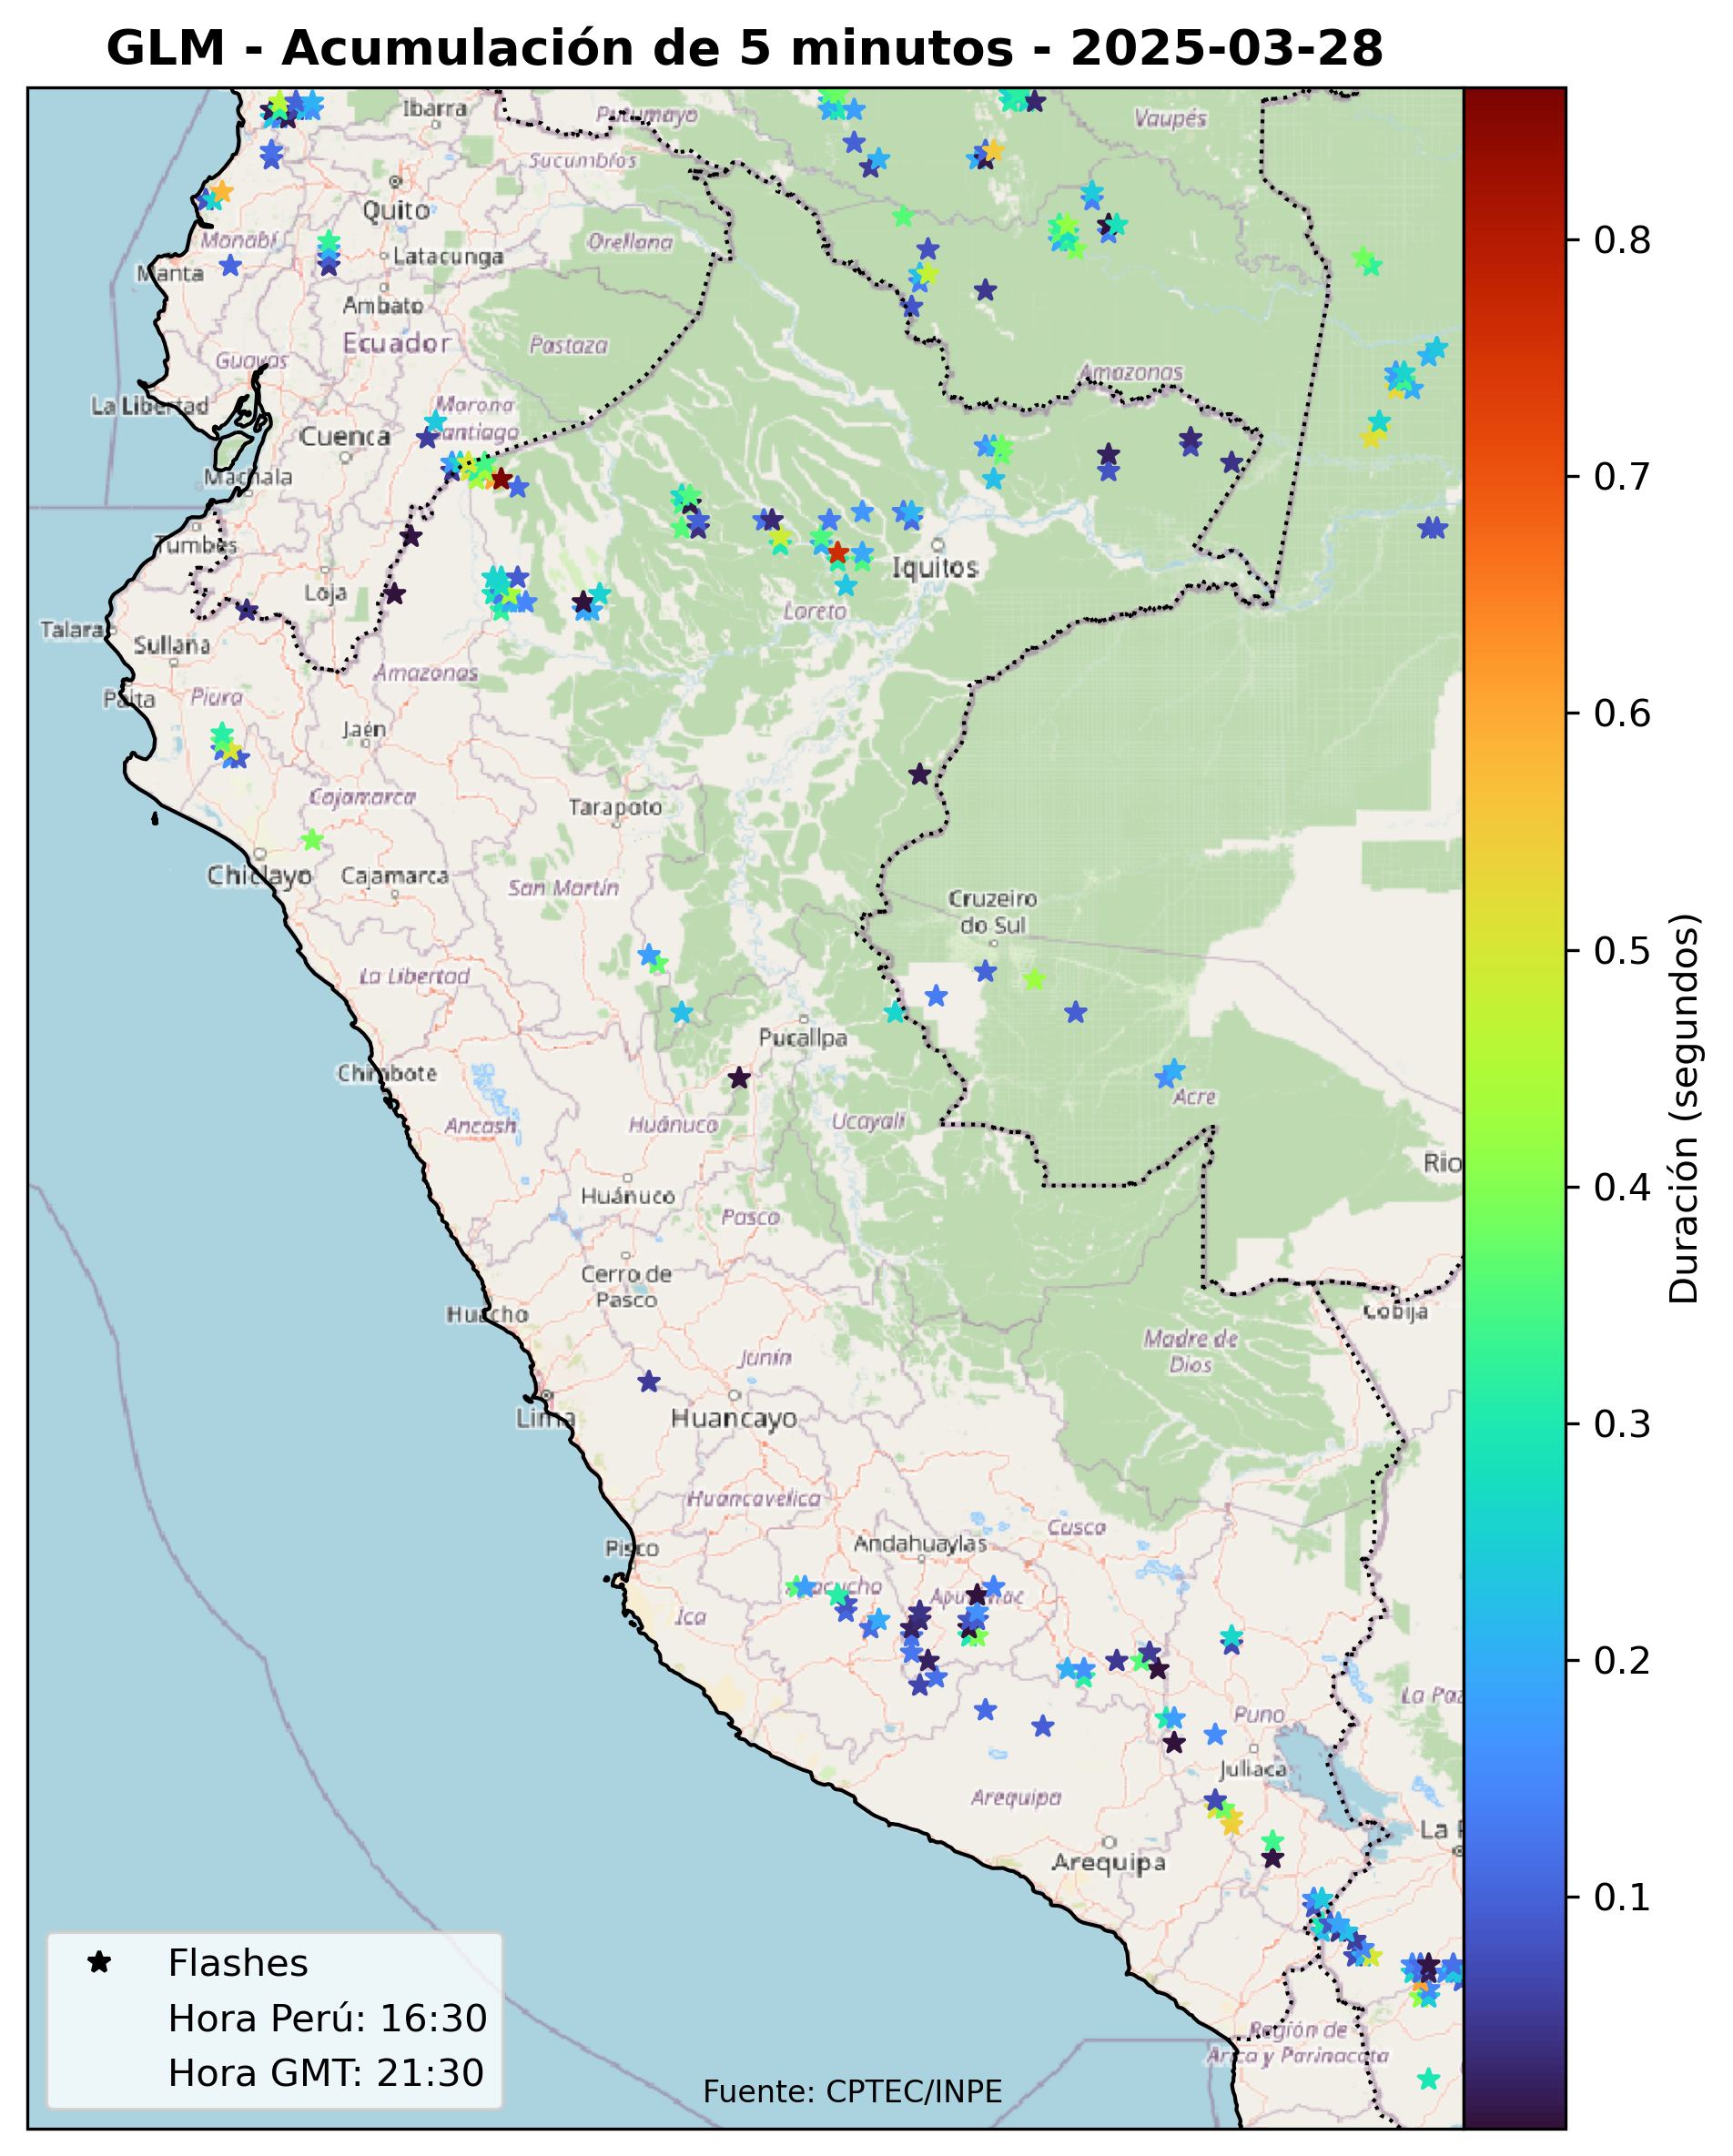 GLM - Acumulación de 5 minutos - 2025-03-28
Ibarra
Putumayo
Vaupés
Sucumbíos
Quito
Manabí
Orellana
Latacunga
Manta
Ambato
Ecuador
Pastaza
Guayas
Amazonas
La Libertad
Morona
Santiago
Cuenca
Machala
Tumbes
Iquitos
Loja
Loreto
Talara
Sullana
Amazonas
Paita
Piura
Jaén
Cajamarca
Tarapoto
Chiclayo
Cajamarca
San Martín
Cruzeiro
do Sul
La Libertad
Pucallpa
Chimbote
Acre
Ancash
Huánuco
Ucayali
Rio
Huánuco
Pasco
Cerro de
Pasco
Huacho
Cobija
Madre de
Dios
Junín
Lima
Huancayo
Huancavelica
Cusco
Pisco
Andahuaylas
Ayacucho
Apurímac
Ica
La Paz
Puno
Juliaca
Arequipa
La P
Arequipa
Región de
Arica y Parinacota
Flashes
Hora Perú: 16:30
Hora GMT: 21:30
Fuente: CPTEC/INPE
0.8
0.7
0.6
0.5
0.4
0.3
0.2
0.1
Duración (segundos)